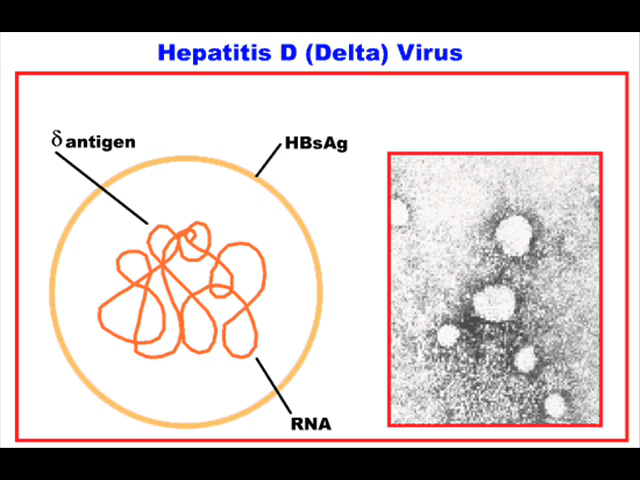 Hepatitis D (Delta) Virus
δ antigen
HBsAg
RNA